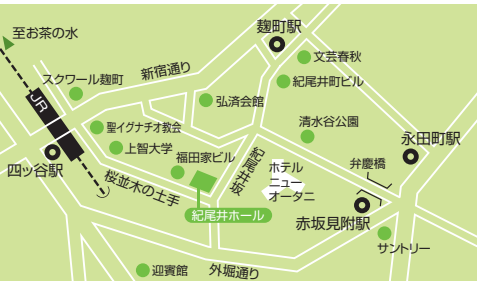 至お茶の水
麹町駅
文芸春秋
新宿通り
スクワール麹町
紀尾井町ビル
JR
弘済会館
聖イグナチオ教会
清水谷公園
上智大学
永田町駅
四ッ谷駅
福田家ビル
紀尾井坂
ホテル
ニュー
オータニ
弁慶橋
桜並木の土手
紀尾井ホール
赤坂見附駅
サントリー
迎賓館
外堀通り